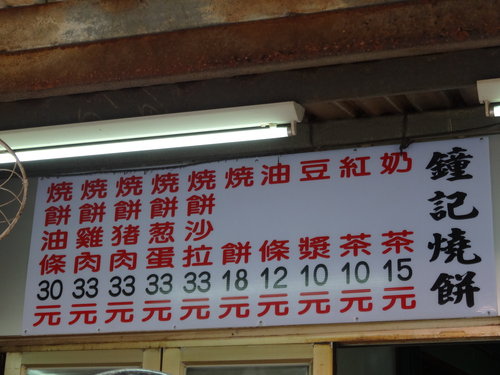 鐘記燒餅
奶茶15元
紅茶10元
豆漿10元
油條12元
燒餅18元
燒餅沙拉33元
燒餅葱蛋33元
燒餅猪肉33元
燒餅雞肉33元
燒餅油條30元